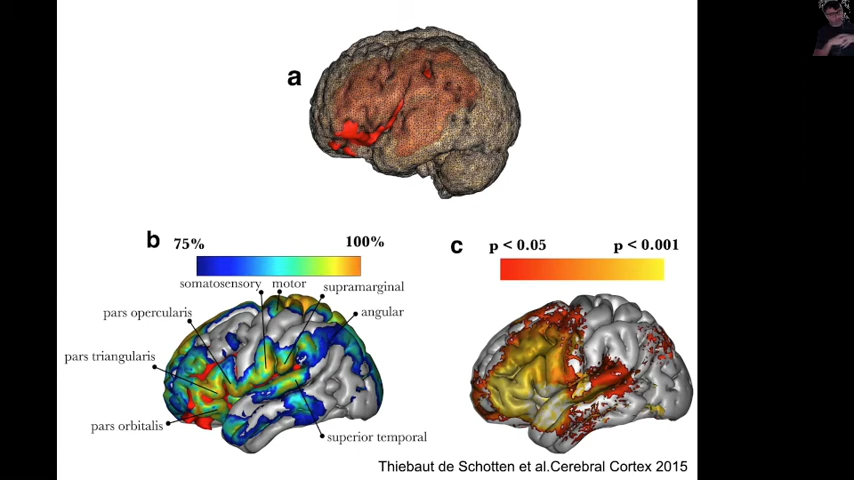 a
b
75%
100%
c
p < 0.05
p < 0.001
somatosensory
motor
supramarginal
pars opercularis
angular
pars triangularis
pars orbitalis
superior temporal
Thiebaut de Schotten et al.Cerebral Cortex 2015